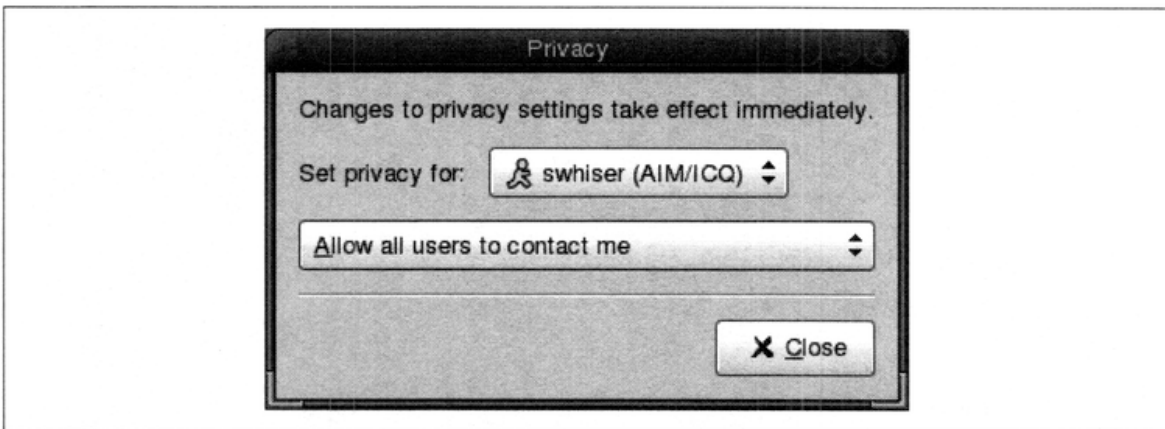 Privacy
Changes to privacy settings take effect immediately.
Set privacy for: swhiser (AIM/ICQ)
Allow all users to contact me
Close